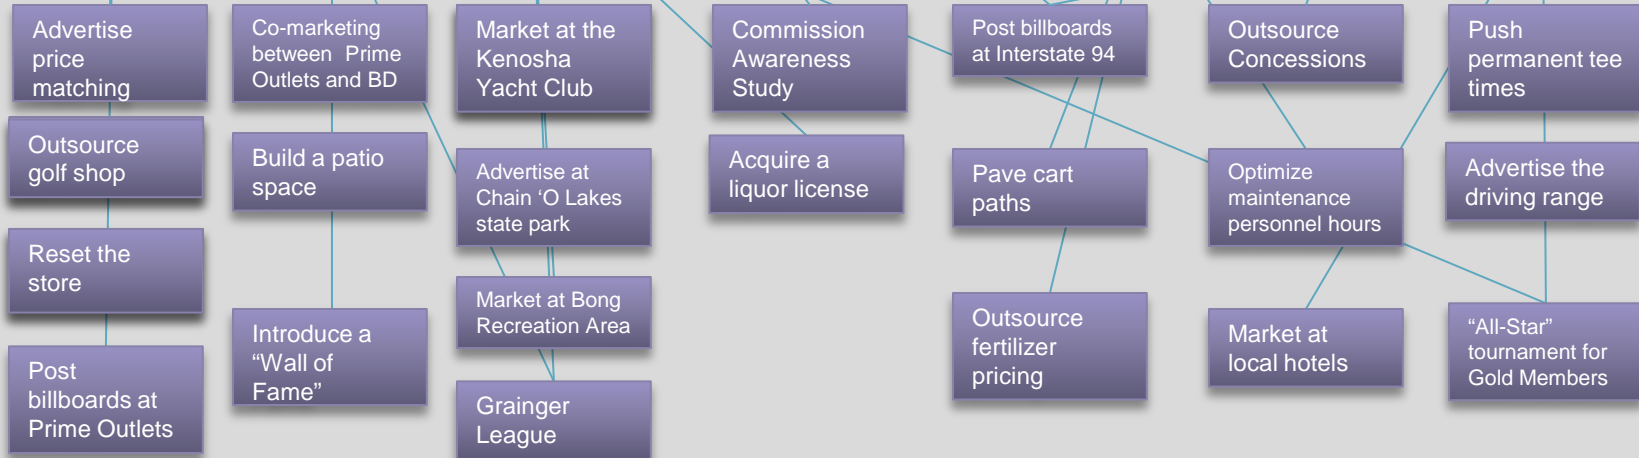 Advertise
price
matching
Outsource
golf shop
Reset the
store
Post
billboards at
Prime Outlets
Co-marketing
between Prime
Outlets and BD
Build a patio
space
Introduce a
“Wall of
Fame”
Market at the
Kenosha
Yacht Club
Advertise at
Chain ‘O Lakes
state park
Market at Bong
Recreation Area
Grainger
League
Commission
Awareness
Study
Acquire a
liquor license
Post billboards
at Interstate 94
Pave cart
paths
Outsource
fertilizer
pricing
Outsource
Concessions
Optimize
maintenance
personnel hours
Market at
local hotels
Push
permanent tee
times
Advertise the
driving range
“All-Star”
tournament for
Gold Members